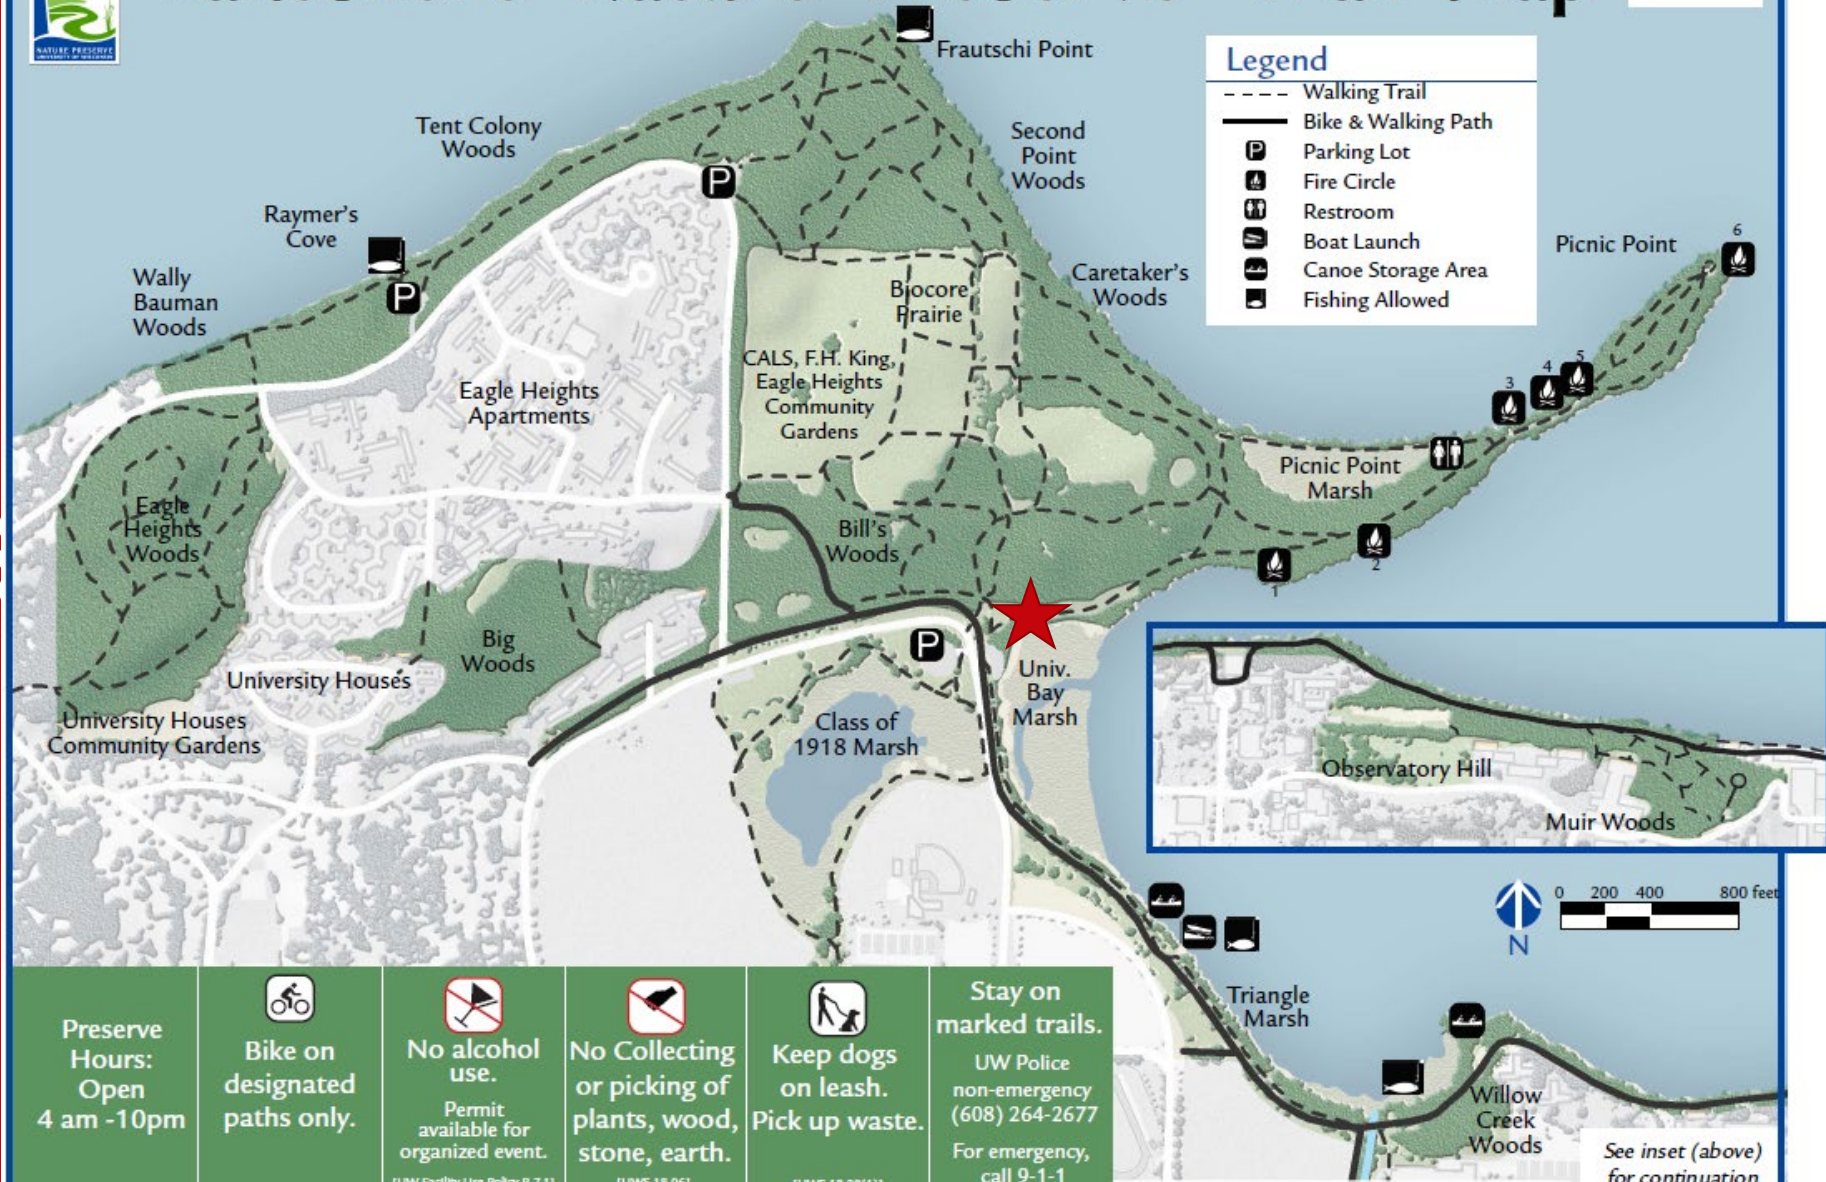 NATURE PRESERVE
UNIVERSITY OF WISCONSIN
Frautschi Point
Legend
Walking Trail
Bike & Walking Path
P
Parking Lot
Fire Circle
Restroom
Boat Launch
Canoe Storage Area
Fishing Allowed
Tent Colony
Woods
Second
Point
Woods
P
Raymer's
Cove
P
Wally
Bauman
Woods
Picnic Point
6
Caretaker's
Woods
Biocore
Prairie
CALS, F.H. King,
Eagle Heights
Community
Gardens
Eagle Heights
Apartments
3
4
5
Picnic Point
Marsh
Eagle
Heights
Woods
Bill's
Woods
1
2
Big
Woods
P
Univ.
Bay
Marsh
University Houses
University Houses
Community Gardens
Class of
1918 Marsh
Observatory Hill
Muir Woods
0 200 400 800 feet
N
Triangle
Marsh
Willow
Creek
Woods
See inset (above)
for continuation
Preserve
Hours:
Open
4 am -10pm
Bike on
designated
paths only.
No alcohol
use.
Permit
available for
organized event.
No Collecting
or picking of
plants, wood,
stone, earth.
Keep dogs
on leash.
Pick up waste.
Stay on
marked trails.
UW Police
non-emergency
(608) 264-2677
For emergency,
call 9-1-1